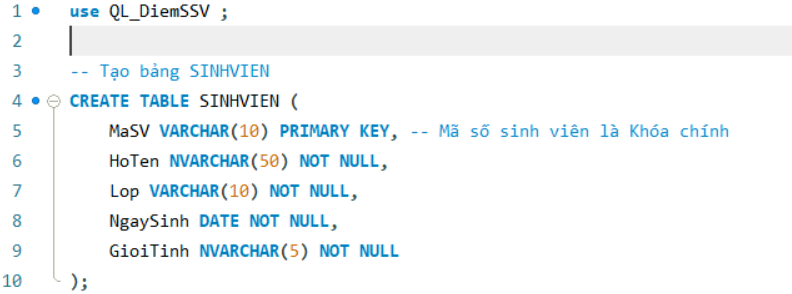 1 use QL_DiemSSV ;
2
3 -- Tạo bảng SINHVIEN
4 CREATE TABLE SINHVIEN (
5 MaSV VARCHAR(10) PRIMARY KEY, -- Mã số sinh viên là Khóa chính
6 HoTen NVARCHAR(50) NOT NULL,
7 Lop VARCHAR(10) NOT NULL,
8 NgaySinh DATE NOT NULL,
9 GioiTinh NVARCHAR(5) NOT NULL
10 );